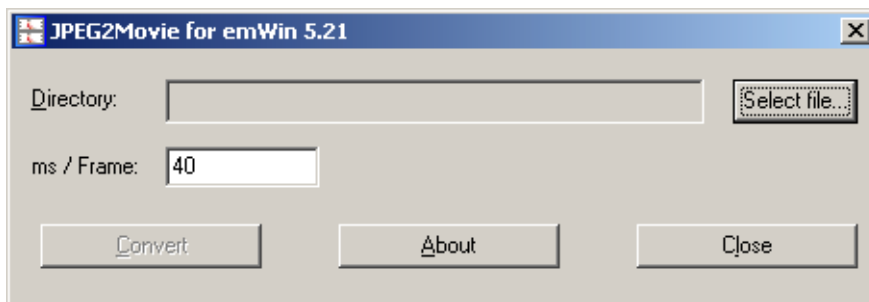 JPEG2Movie for emWin 5.21
Directory:
Select file...
ms / Frame:
40
Convert
About
Close